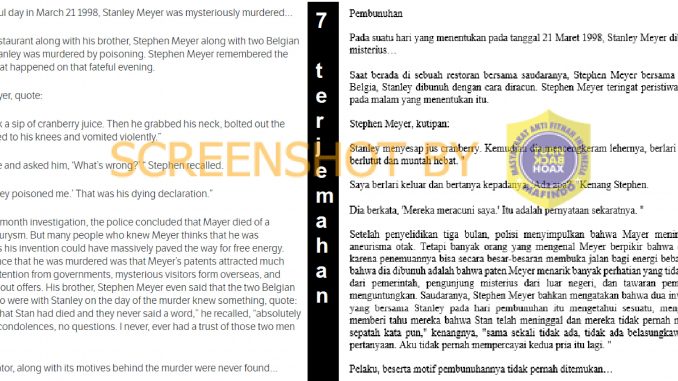 ul day in March 21 1998, Stanley Meyer was mysteriously murdered…
staurant along with his brother, Stephen Meyer along with two Belgian
anley was murdered by poisoning. Stephen Meyer remembered the
at happened on that fateful evening.
yer, quote:
k a sip of cranberry juice. Then he grabbed his neck, bolted out the
ed to his knees and vomited violently.”
e and asked him, ‘What’s wrong?’” Stephen recalled.
ey poisoned me.’ That was his dying declaration.”
month investigation, the police concluded that Mayer died of a
urysm. But many people who knew Meyer thinks that he was
s his invention could have massively paved the way for free energy.
nce that he was murdered was that Meyer's patents attracted much
tention from governments, mysterious visitors form overseas, and
out offers. His brother, Stephen Meyer even said that the two Belgian
o were with Stanley on the day of the murder knew something, quote:
hat Stan had died and they never said a word,” he recalled, “absolutely
condolences, no questions. I never, ever had a trust of those two men
ator, along with its motives behind the murder were never found…
7
terjemahan
Pembunuhan
Pada suatu hari yang menentukan pada tanggal 21 Maret 1998, Stanley Meyer di
misterius…
Saat berada di sebuah restoran bersama saudaranya, Stephen Meyer bersama
Belgia, Stanley dibunuh dengan cara diracun. Stephen Meyer teringat peristiwa
pada malam yang menentukan itu.
Stephen Meyer, kutipan:
Stanley menyesap jus cranberry. Kemudian dia mencengkeram lehernya, berlari
berlutut dan muntah hebat. "
Saya berlari keluar dan bertanya kepadanya, 'Ada apa?' "Kenang Stephen.
Dia berkata, 'Mereka meracuni saya.' Itu adalah pernyataan sekaratnya. "
Setelah penyelidikan tiga bulan, polisi menyimpulkan bahwa Mayer menin
aneurisma otak. Tetapi banyak orang yang mengenal Meyer berpikir bahwa
karena penemuannya bisa secara besar-besaran membuka jalan bagi energi beba
bahwa dia dibunuh adalah bahwa paten Meyer menarik banyak perhatian yang tida
dari pemerintah, pengunjung misterius dari luar negeri, dan tawaran pem
menguntungkan. Saudaranya, Stephen Meyer bahkan mengatakan bahwa dua inv
yang bersama Stanley pada hari pembunuhan itu mengetahui sesuatu, menj
memberi tahu mereka bahwa Stan telah meninggal dan mereka tidak pernah m
sepatah kata pun," kenangnya, "sama sekali tidak ada, tidak ada belasungkaw
pertanyaan. Aku tidak pernah mempercayai kedua pria itu lagi. "
Pelaku, beserta motif pembunuhannya tidak pernah ditemukan…
SCREENSHOT BY
MASYARAKAT ANTI FITNAH INDONESIA
TURN
BACK
HOAX
MAFINDO